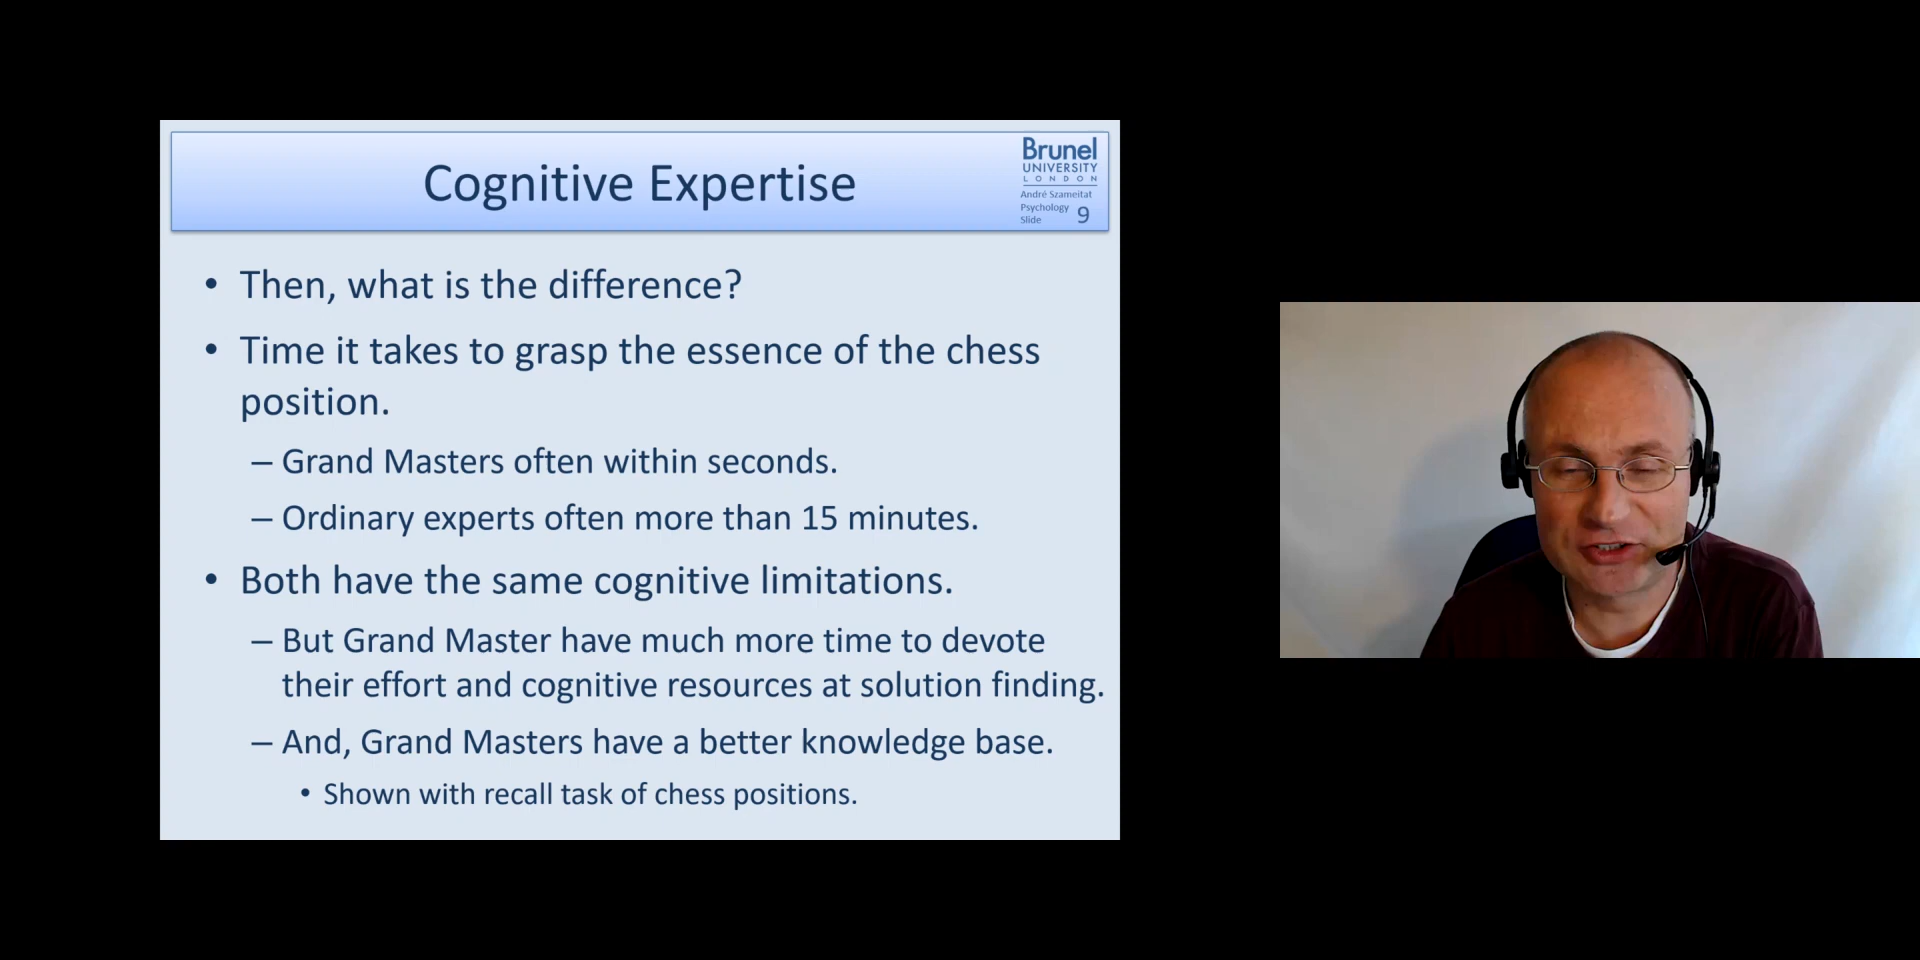 Cognitive Expertise
Brunel
UNIVERSITY
LONDON
André Szameitat
Psychology
Slide 9
• Then, what is the difference?
• Time it takes to grasp the essence of the chess
position.
– Grand Masters often within seconds.
– Ordinary experts often more than 15 minutes.
• Both have the same cognitive limitations.
– But Grand Master have much more time to devote
their effort and cognitive resources at solution finding.
– And, Grand Masters have a better knowledge base.
• Shown with recall task of chess positions.